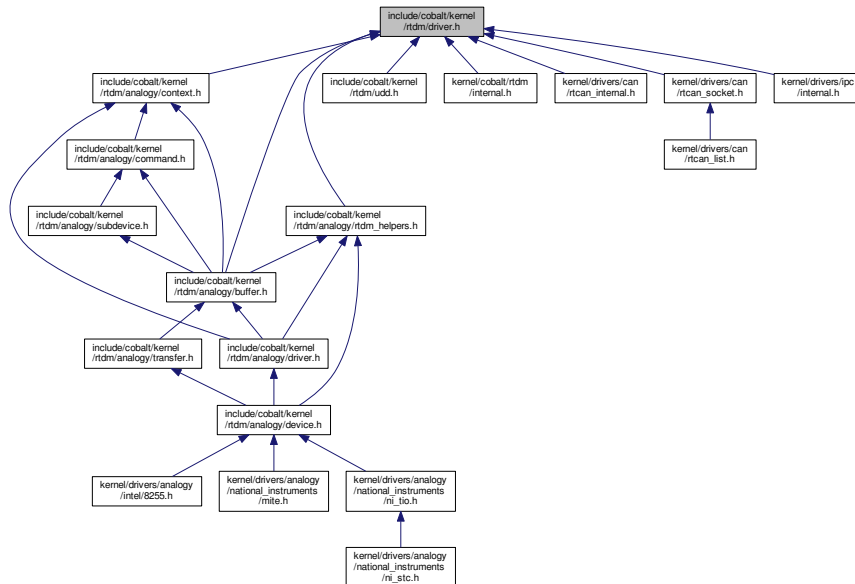 include/cobalt/kernel
/rtdm/driver.h
include/cobalt/kernel
/rtdm/analogy/context.h
include/cobalt/kernel
/rtdm/udd.h
kernel/cobalt/rtdm
/internal.h
kernel/drivers/can
/rtcan_internal.h
kernel/drivers/can
/rtcan_socket.h
kernel/drivers/ipc
/internal.h
include/cobalt/kernel
/rtdm/analogy/command.h
kernel/drivers/can
/rtcan_list.h
include/cobalt/kernel
/rtdm/analogy/subdevice.h
include/cobalt/kernel
/rtdm/analogy/rtdm_helpers.h
include/cobalt/kernel
/rtdm/analogy/buffer.h
include/cobalt/kernel
/rtdm/analogy/transfer.h
include/cobalt/kernel
/rtdm/analogy/driver.h
include/cobalt/kernel
/rtdm/analogy/device.h
kernel/drivers/analogy
/intel/8255.h
kernel/drivers/analogy
/national_instruments
/mite.h
kernel/drivers/analogy
/national_instruments
/ni_tio.h
kernel/drivers/analogy
/national_instruments
/ni_stc.h